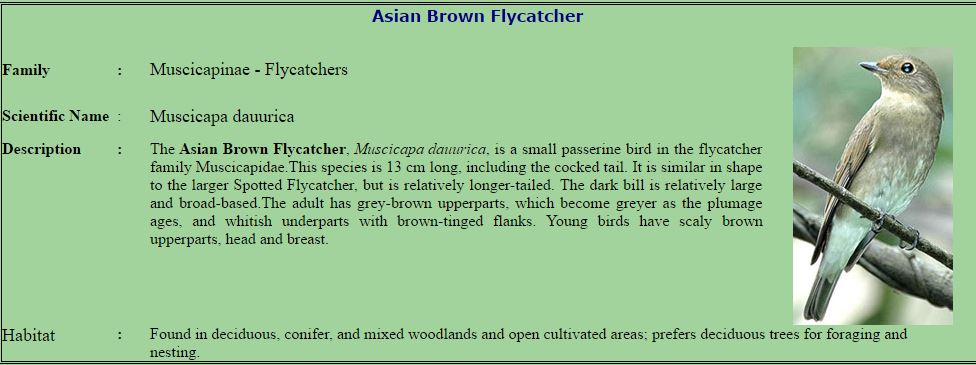 Asian Brown Flycatcher
Family : Muscicapinae - Flycatchers
Scientific Name : Muscicapa dauurica
Description : The Asian Brown Flycatcher, Muscicapa dauurica, is a small passerine bird in the flycatcher
family Muscicapidae.This species is 13 cm long, including the cocked tail. It is similar in shape
to the larger Spotted Flycatcher, but is relatively longer-tailed. The dark bill is relatively large
and broad-based.The adult has grey-brown upperparts, which become greyer as the plumage
ages, and whitish underparts with brown-tinged flanks. Young birds have scaly brown
upperparts, head and breast.
Habitat : Found in deciduous, conifer, and mixed woodlands and open cultivated areas; prefers deciduous trees for foraging and
nesting.